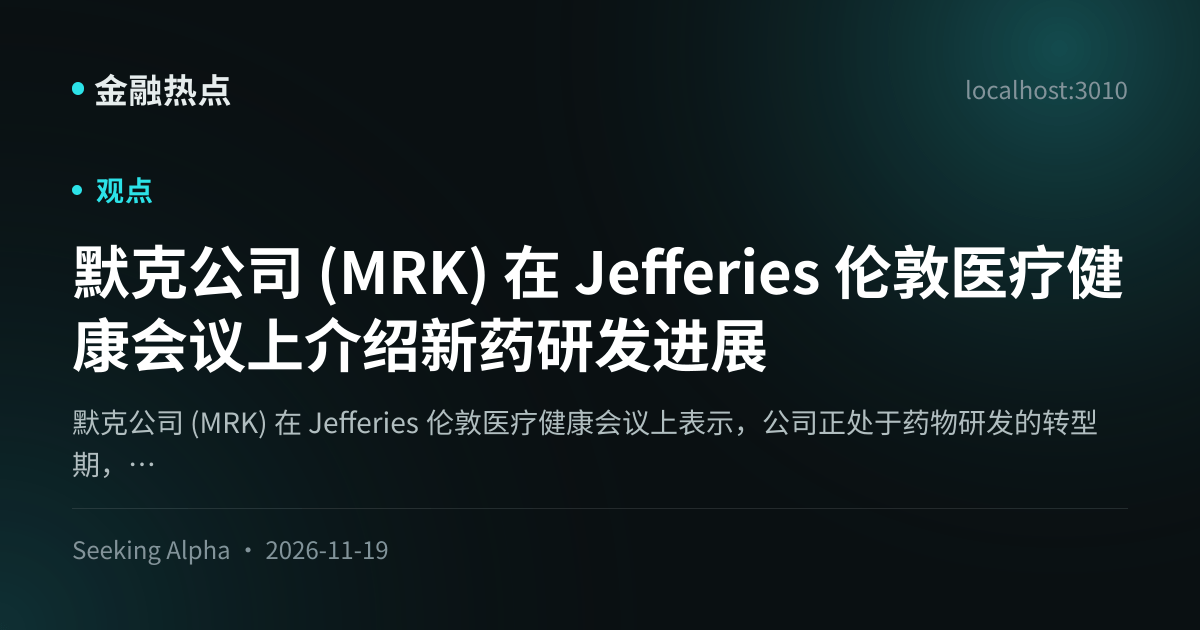 金融热点
localhost:3010
观点
默克公司 (MRK) 在 Jefferies 伦敦医疗健
康会议上介绍新药研发进展
默克公司 (MRK) 在 Jefferies 伦敦医疗健康会议上表示，公司正处于药物研发的转型
期，…
Seeking Alpha • 2026-11-19